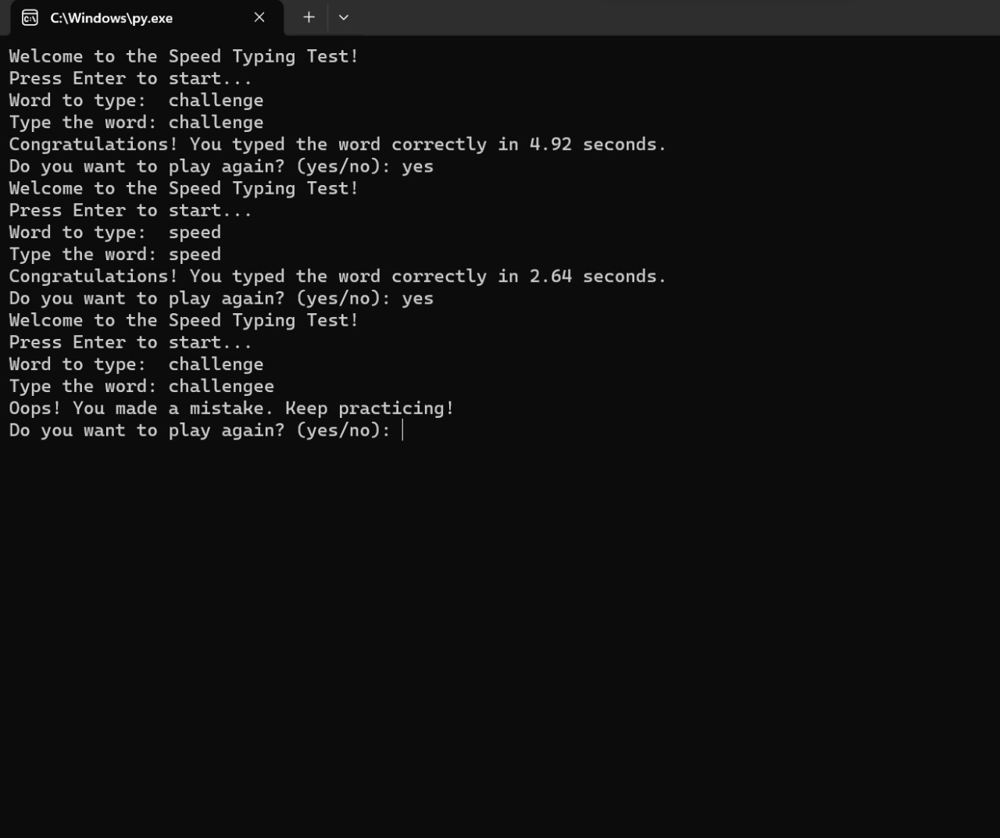 C:\Windows\py.exe
Welcome to the Speed Typing Test!
Press Enter to start...
Word to type:  challenge
Type the word: challenge
Congratulations! You typed the word correctly in 4.92 seconds.
Do you want to play again? (yes/no): yes
Welcome to the Speed Typing Test!
Press Enter to start...
Word to type:  speed
Type the word: speed
Congratulations! You typed the word correctly in 2.64 seconds.
Do you want to play again? (yes/no): yes
Welcome to the Speed Typing Test!
Press Enter to start...
Word to type:  challenge
Type the word: challengee
Oops! You made a mistake. Keep practicing!
Do you want to play again? (yes/no):